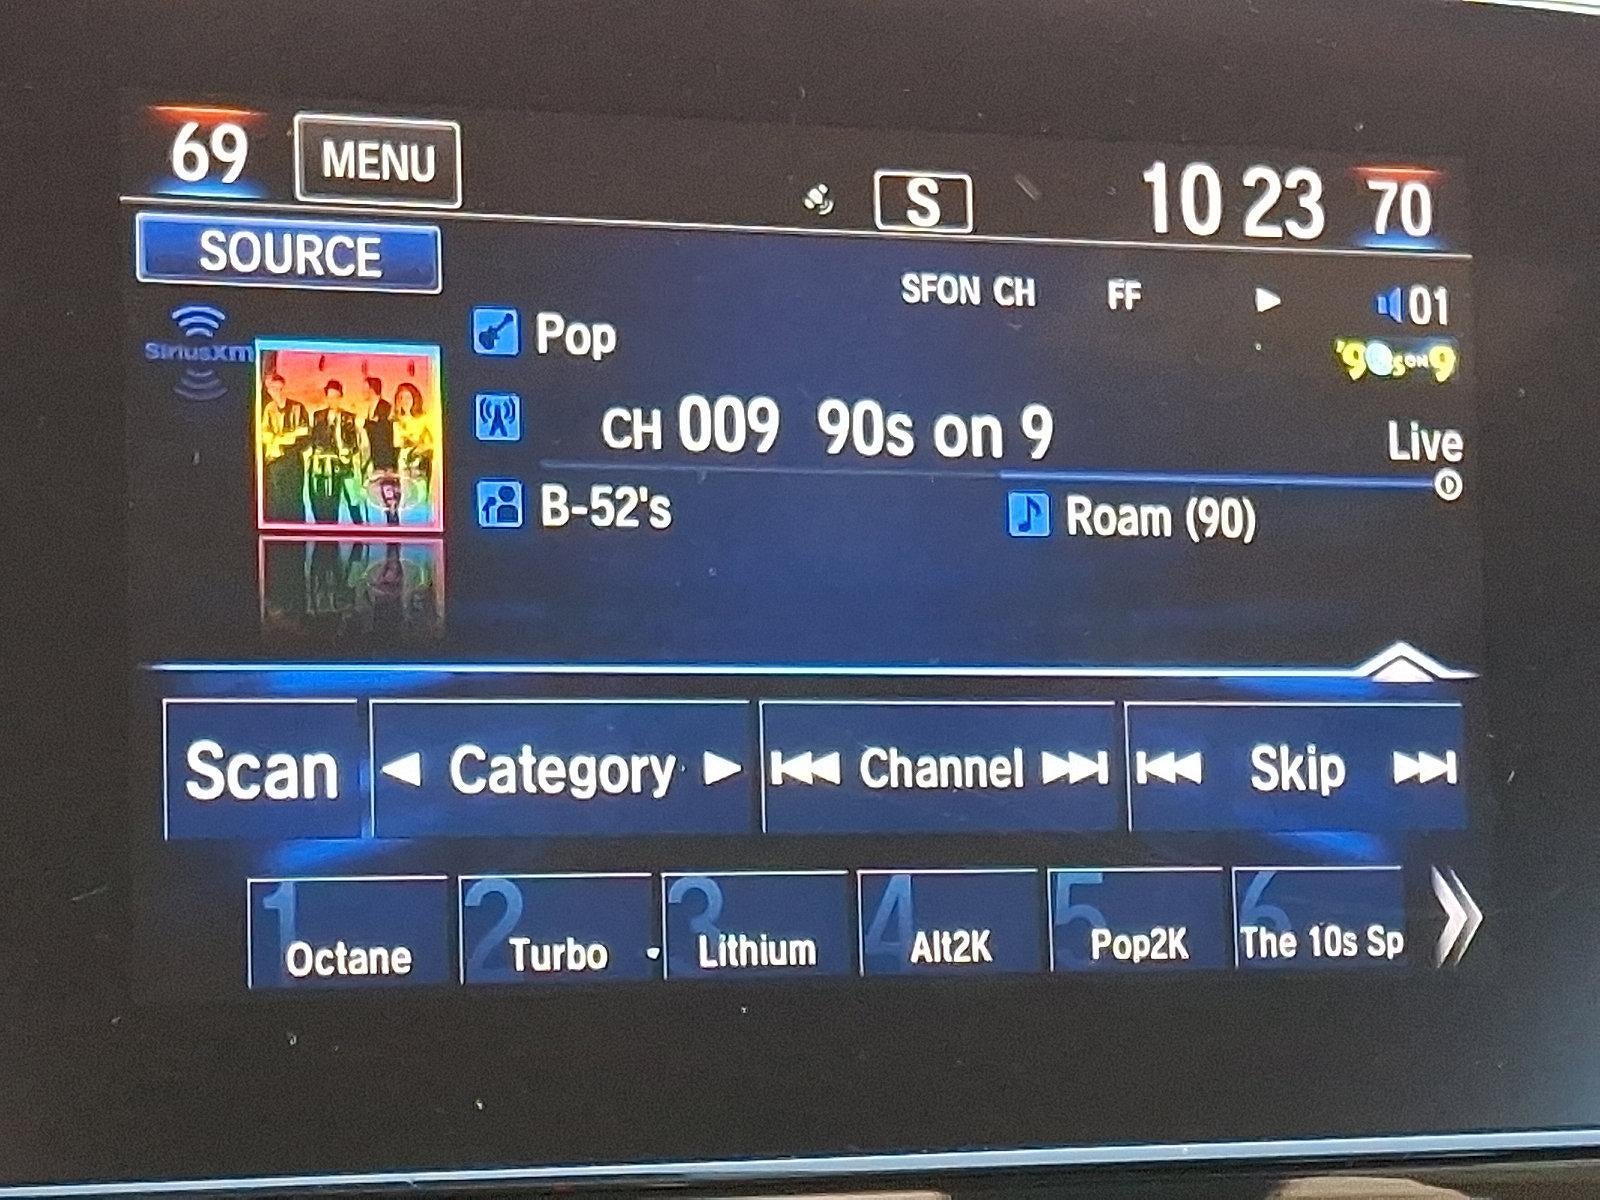 69 MENU S 10 23 70
SOURCE
SFON CH FF 01
SiriusXm
Pop
'90s ON 9
CH 009 90s on 9 Live
B-52's Roam (90)
Scan Category Channel Skip
1 Octane
2 Turbo
3 Lithium
4 Alt2K
5 Pop2K
6 The 10s Sp